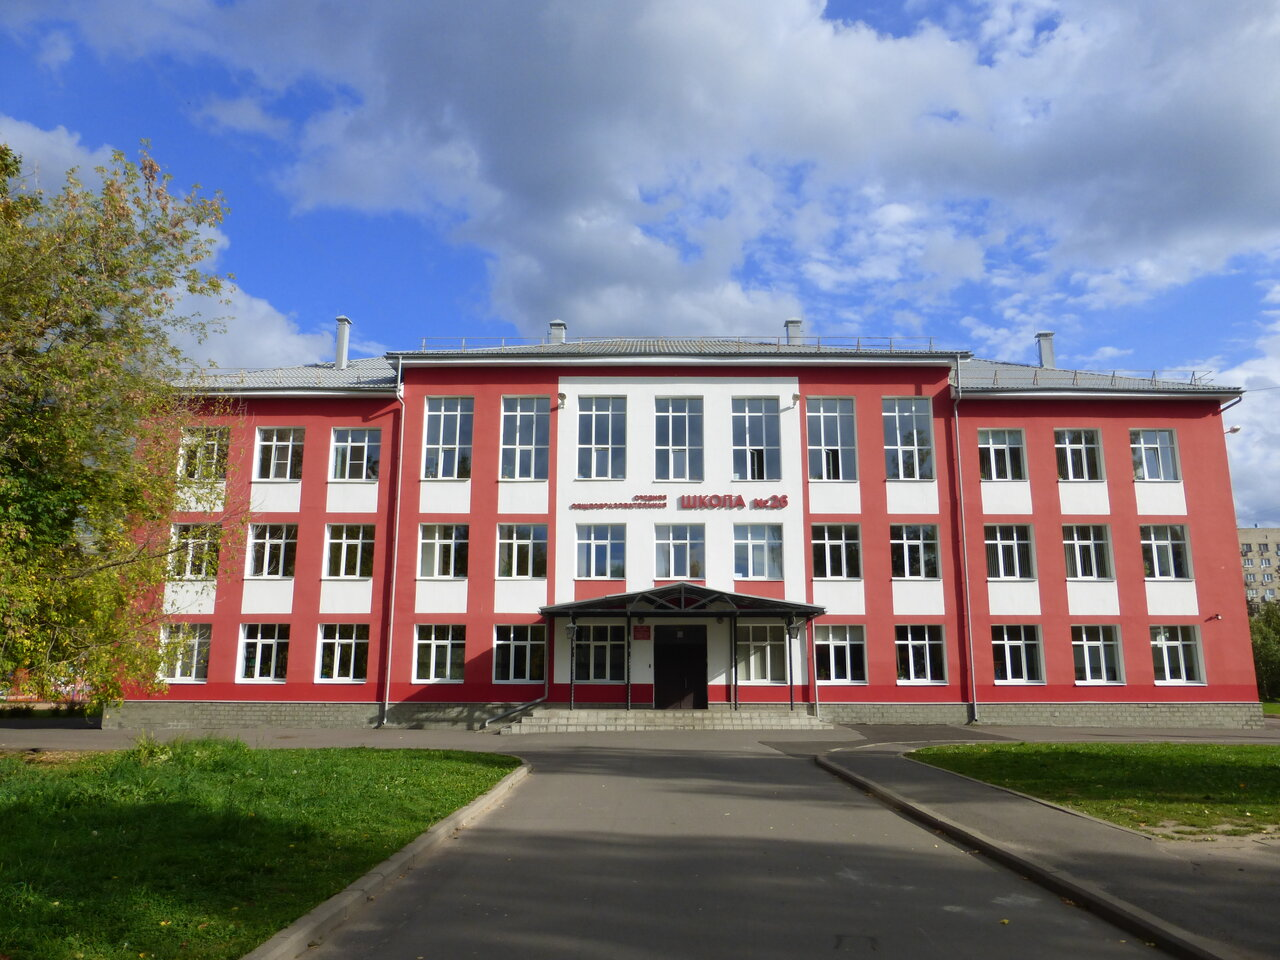 средняя
общеобразовательная
ШКОЛА №26